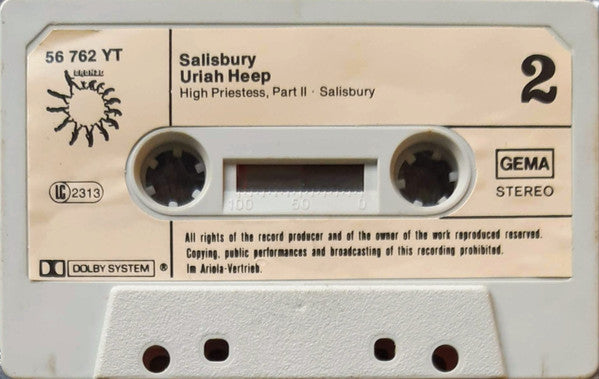 56 762 YT
BRONZE
Salisbury
Uriah Heep
High Priestess, Part II · Salisbury
2
LC 2313
100 50 0
GEMA
STEREO
All rights of the record producer and of the owner of the work reproduced reserved.
Copying, public performances and broadcasting of this recording prohibited.
Im Ariola-Vertrieb.
DOLBY SYSTEM ®